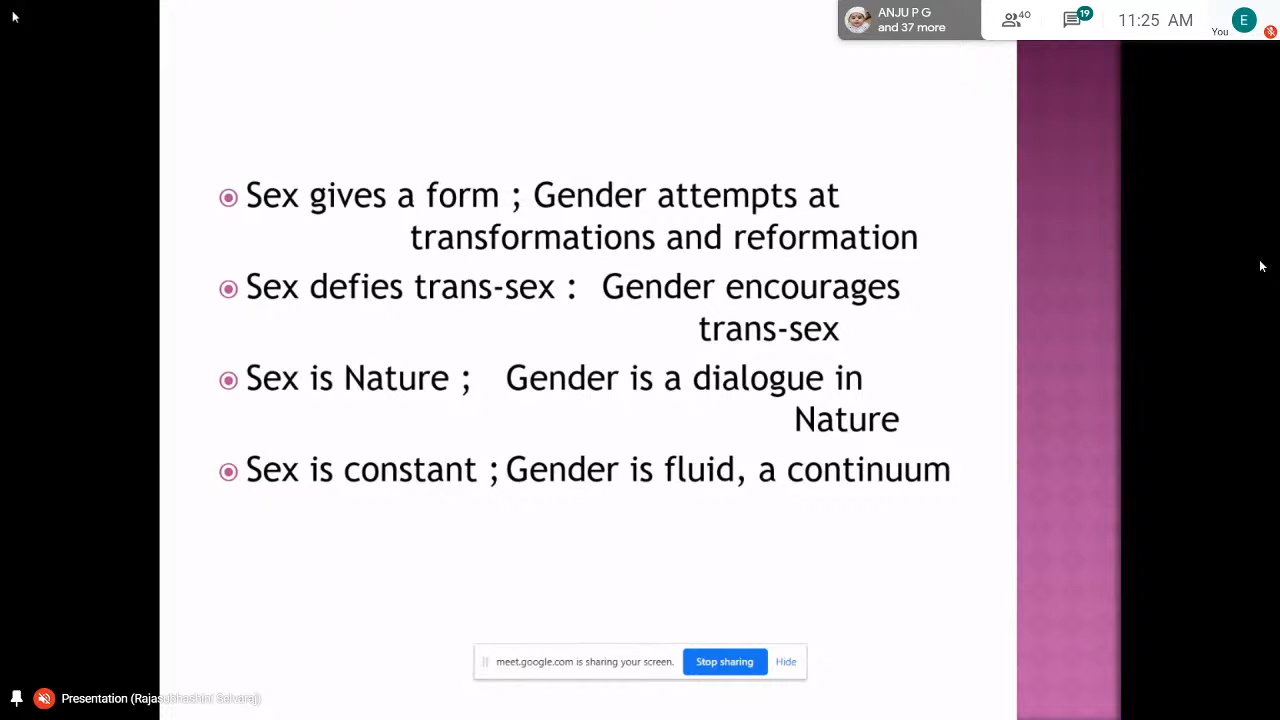 ANJU P G
and 37 more
40
19
11:25 AM
You
E
Sex gives a form ; Gender attempts at
transformations and reformation
Sex defies trans-sex : Gender encourages
trans-sex
Sex is Nature ; Gender is a dialogue in
Nature
Sex is constant ; Gender is fluid, a continuum
meet.google.com is sharing your screen.
Stop sharing
Hide
Presentation (Rajasubhashini Selvaraj)